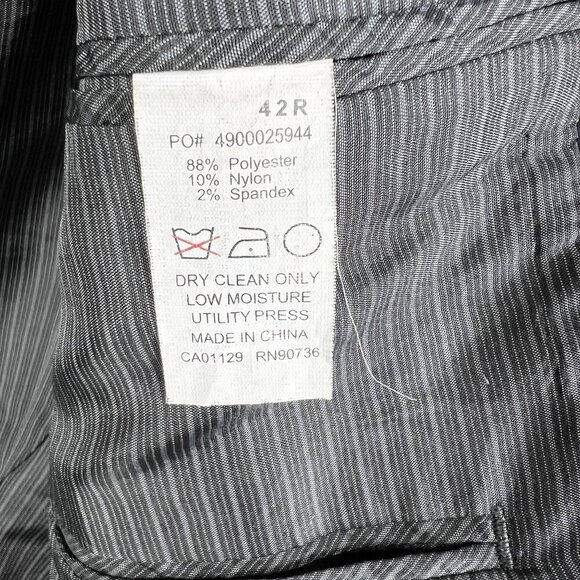 42R
PO# 4900025944
88% Polyester
10% Nylon
2% Spandex
DRY CLEAN ONLY
LOW MOISTURE
UTILITY PRESS
MADE IN CHINA
CA01129 RN90736